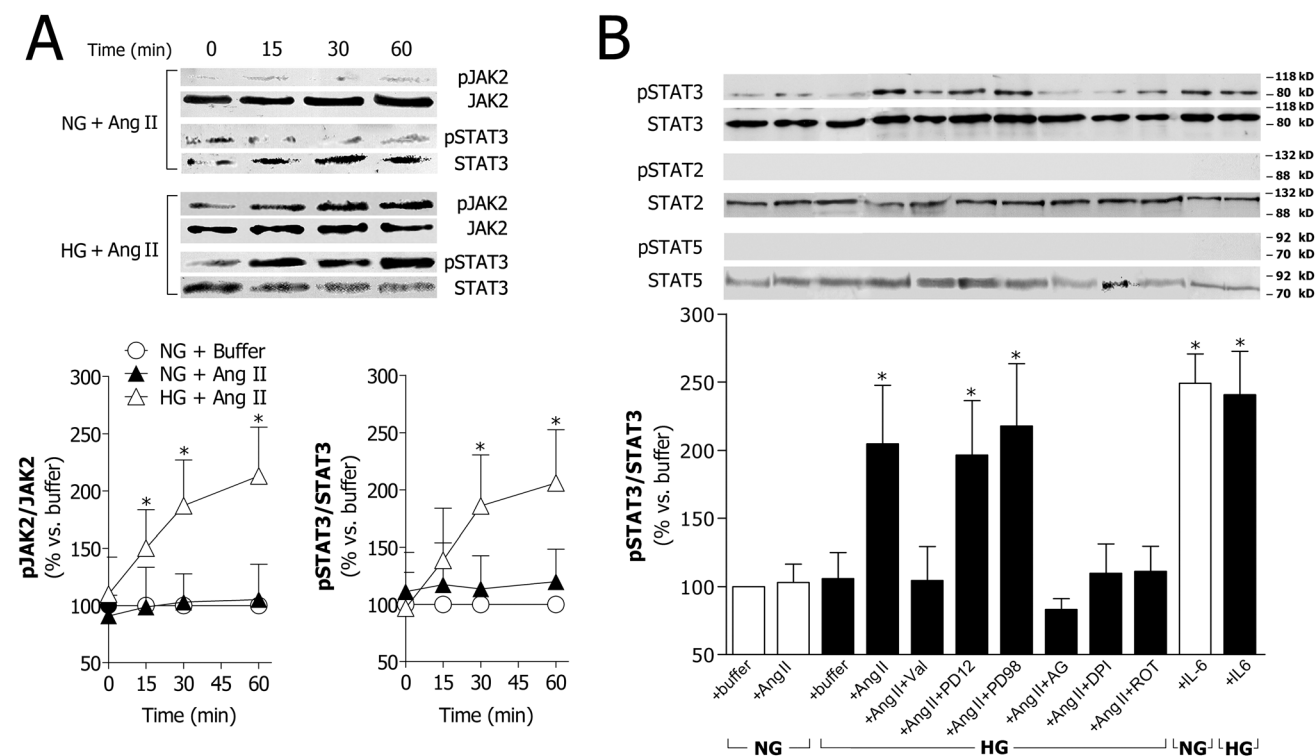 A
Time (min) 0 15 30 60
NG + Ang II
pJAK2
JAK2
pSTAT3
STAT3
HG + Ang II
pJAK2
JAK2
pSTAT3
STAT3
NG + Buffer
NG + Ang II
HG + Ang II
pJAK2/JAK2
(% vs. buffer)
300
250
200
150
100
50
* * *
0 15 30 45 60
Time (min)
pSTAT3/STAT3
(% vs. buffer)
300
250
200
150
100
50
* *
0 15 30 45 60
Time (min)
B
pSTAT3
–118 kD
–80 kD
STAT3
–118 kD
–80 kD
pSTAT2
–132 kD
–88 kD
STAT2
–132 kD
–88 kD
pSTAT5
–92 kD
–70 kD
STAT5
–92 kD
–70 kD
pSTAT3/STAT3
(% vs. buffer)
300
250
200
150
100
50
* * * * *
+buffer
+Ang II
+buffer
+Ang II
+Ang II+Val
+Ang II+PD12
+Ang II+PD98
+Ang II+AG
+Ang II+DPI
+Ang II+ROT
+IL-6
+IL6
NG HG NG HG